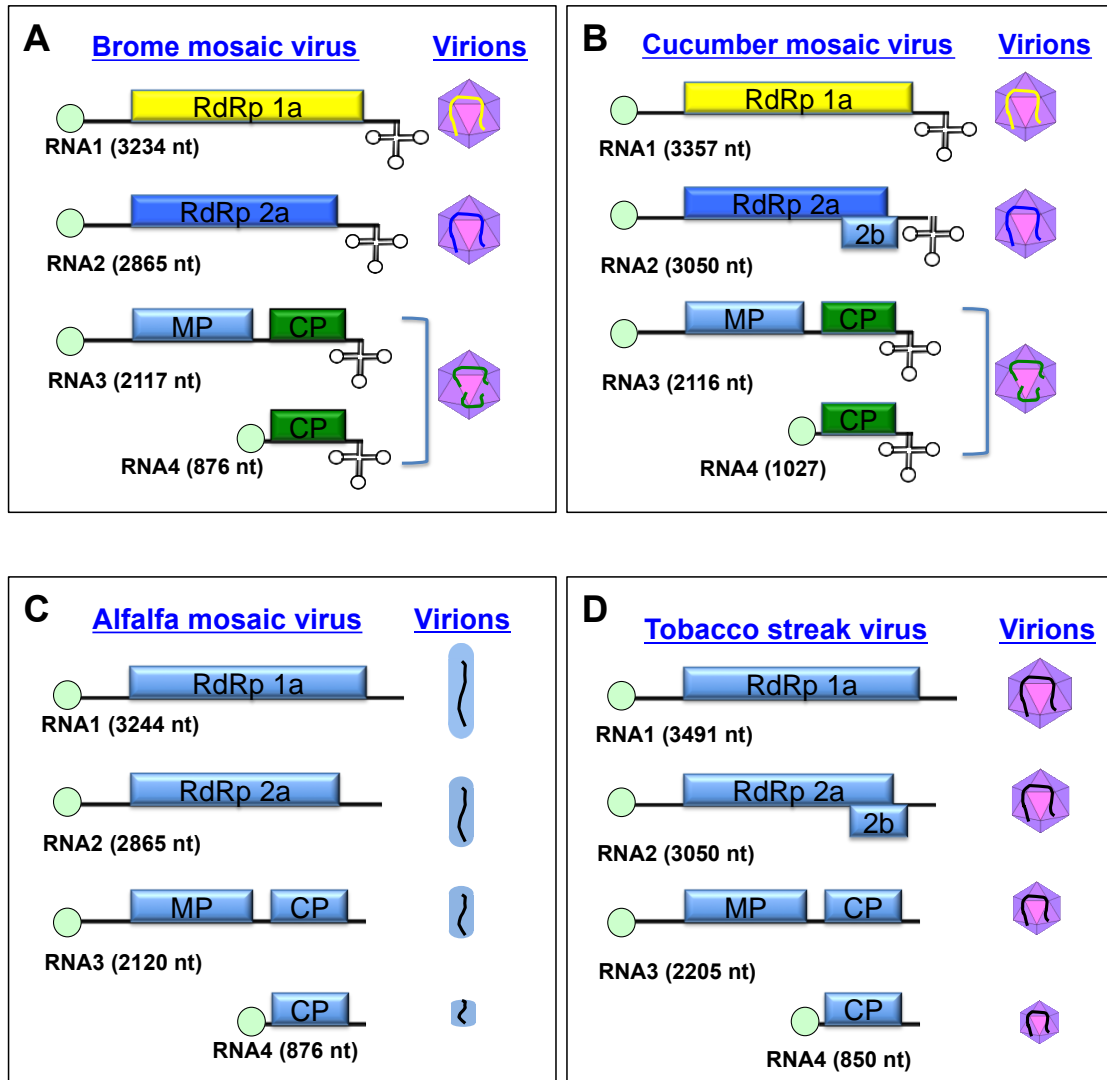 A
Brome mosaic virus
Virions
RdRp 1a
RNA1 (3234 nt)
RdRp 2a
RNA2 (2865 nt)
MP
CP
RNA3 (2117 nt)
CP
RNA4 (876 nt)
B
Cucumber mosaic virus
Virions
RdRp 1a
RNA1 (3357 nt)
RdRp 2a
2b
RNA2 (3050 nt)
MP
CP
RNA3 (2116 nt)
CP
RNA4 (1027)
C
Alfalfa mosaic virus
Virions
RdRp 1a
RNA1 (3244 nt)
RdRp 2a
RNA2 (2865 nt)
MP
CP
RNA3 (2120 nt)
CP
RNA4 (876 nt)
D
Tobacco streak virus
Virions
RdRp 1a
RNA1 (3491 nt)
RdRp 2a
2b
RNA2 (3050 nt)
MP
CP
RNA3 (2205 nt)
CP
RNA4 (850 nt)